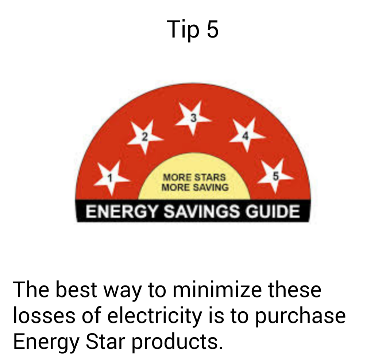 Tip 5
3
2
4
1
5
MORE STARS
MORE SAVING
ENERGY SAVINGS GUIDE
The best way to minimize these
losses of electricity is to purchase
Energy Star products.